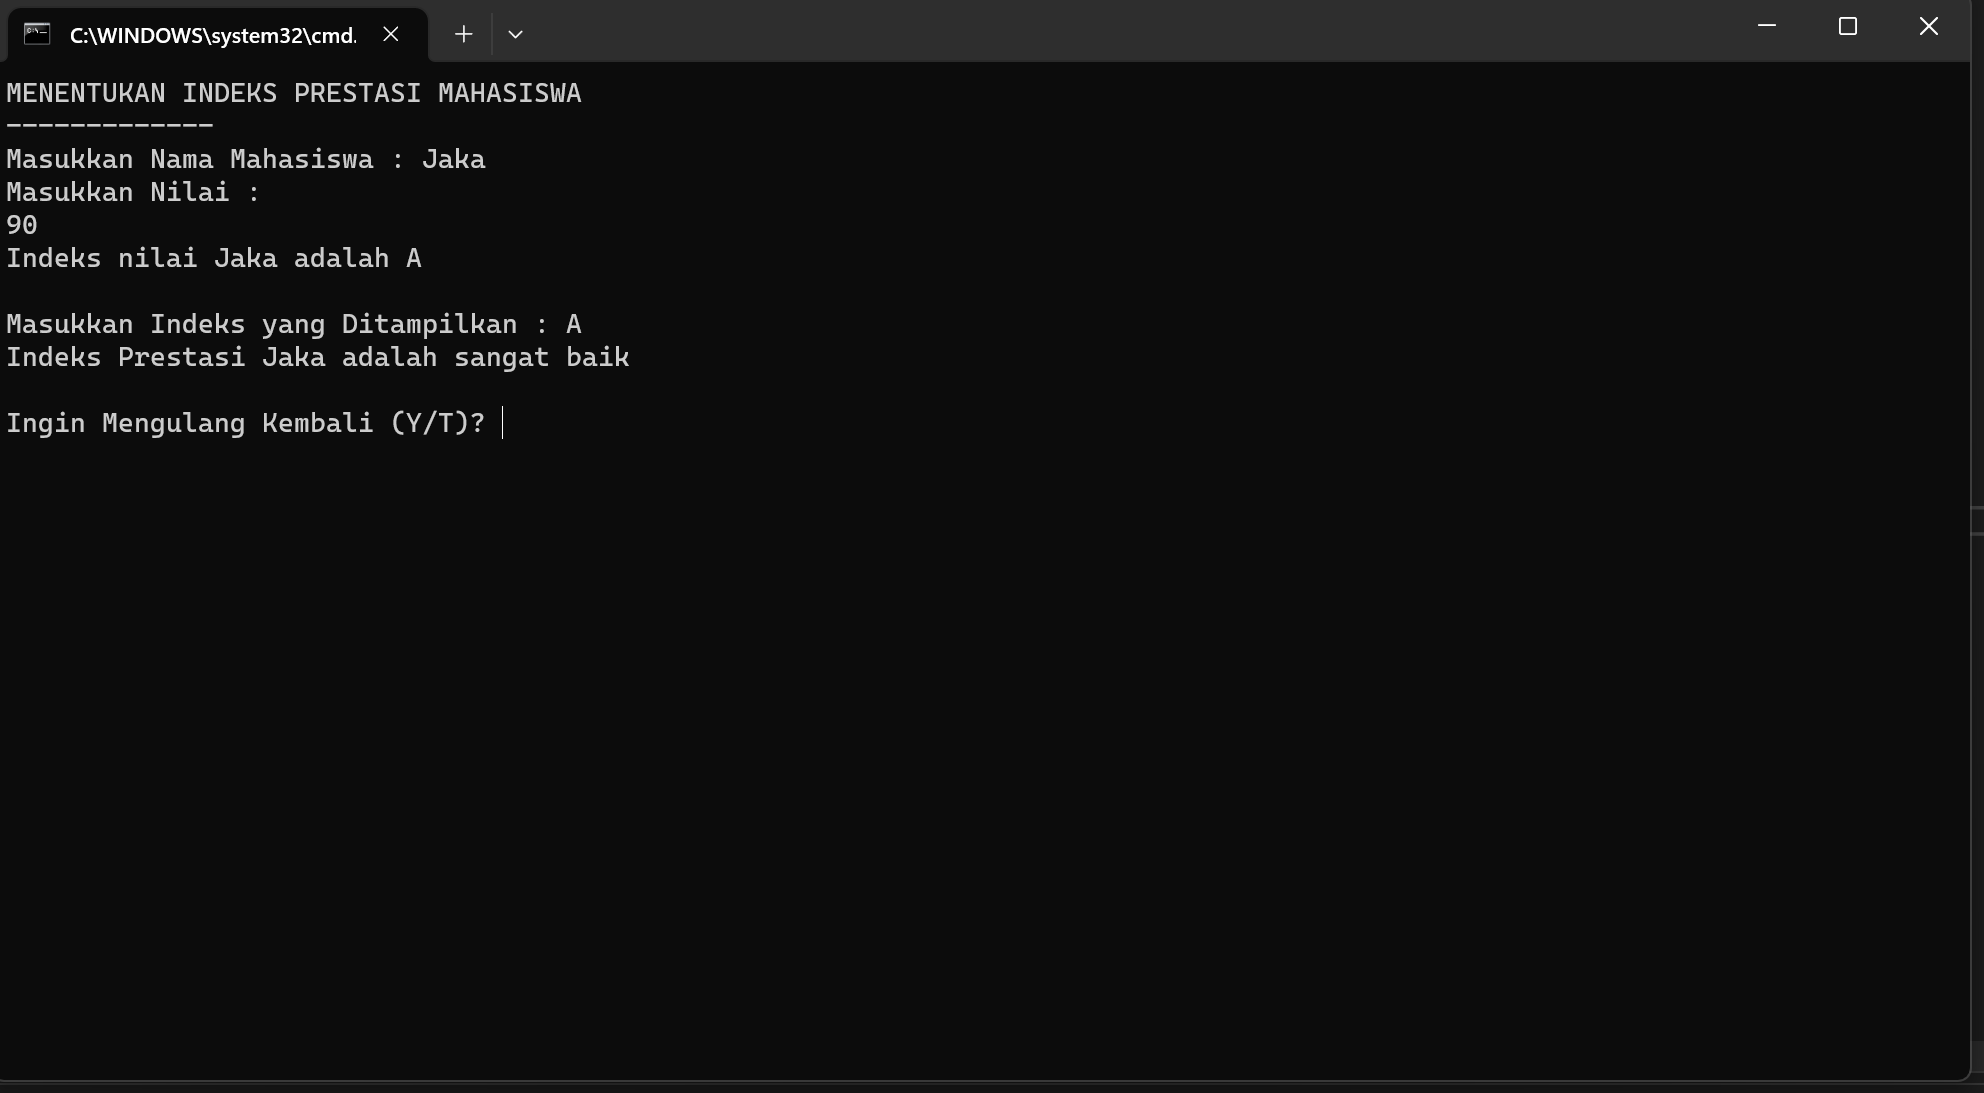 C:\WINDOWS\system32\cmd.
MENENTUKAN INDEKS PRESTASI MAHASISWA
-------------
Masukkan Nama Mahasiswa : Jaka
Masukkan Nilai :
90
Indeks nilai Jaka adalah A
Masukkan Indeks yang Ditampilkan : A
Indeks Prestasi Jaka adalah sangat baik
Ingin Mengulang Kembali (Y/T)?